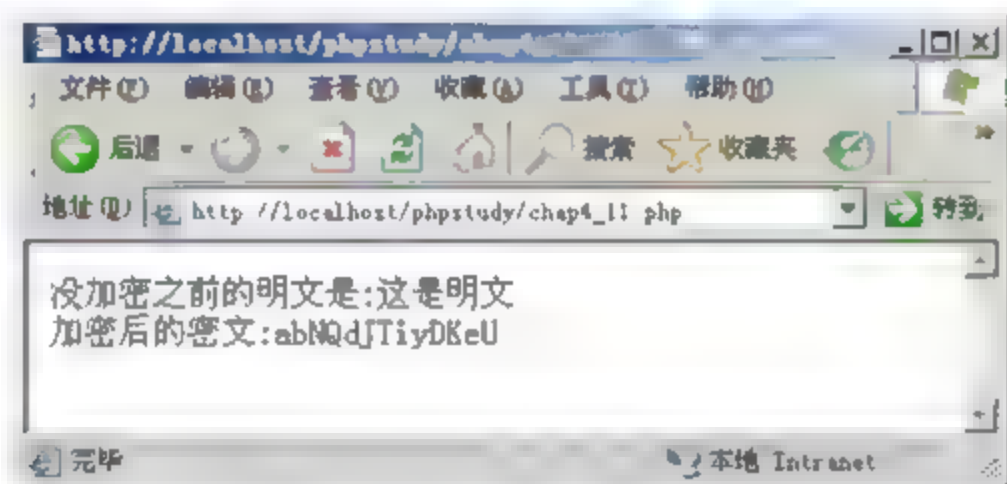 http://localhost/phpstudy/
文件(F) 编辑(E) 查看(V) 收藏(A) 工具(T) 帮助(H)
后退 搜索 收藏夹
地址(D) http //localhost/phpstudy/chap4_11 php 转到
没加密之前的明文是:这是明文
加密后的密文:abNQdJTiyDKeU
完毕 本地 Intranet